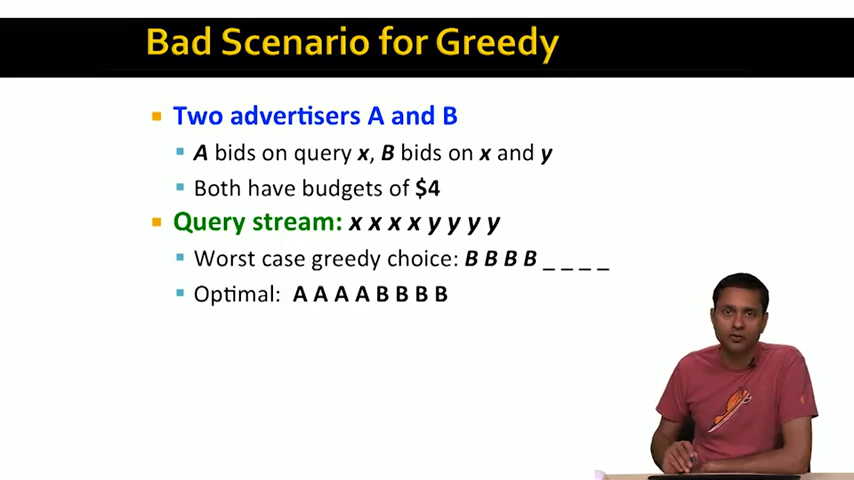 Bad Scenario for Greedy
Two advertisers A and B
A bids on query x, B bids on x and y
Both have budgets of $4
Query stream: x x x x y y y y
Worst case greedy choice: B B B B _ _ _ _
Optimal: A A A A B B B B